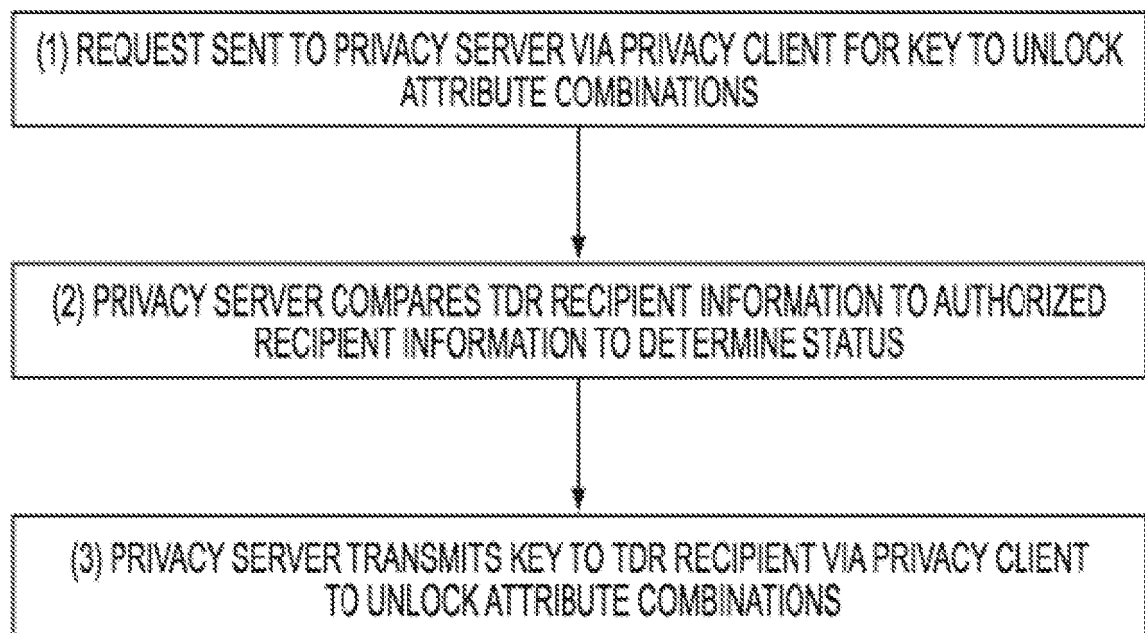 (1) REQUEST SENT TO PRIVACY SERVER VIA PRIVACY CLIENT FOR KEY TO UNLOCK
ATTRIBUTE COMBINATIONS
(2) PRIVACY SERVER COMPARES TDR RECIPIENT INFORMATION TO AUTHORIZED
RECIPIENT INFORMATION TO DETERMINE STATUS
(3) PRIVACY SERVER TRANSMITS KEY TO TDR RECIPIENT VIA PRIVACY CLIENT
TO UNLOCK ATTRIBUTE COMBINATIONS